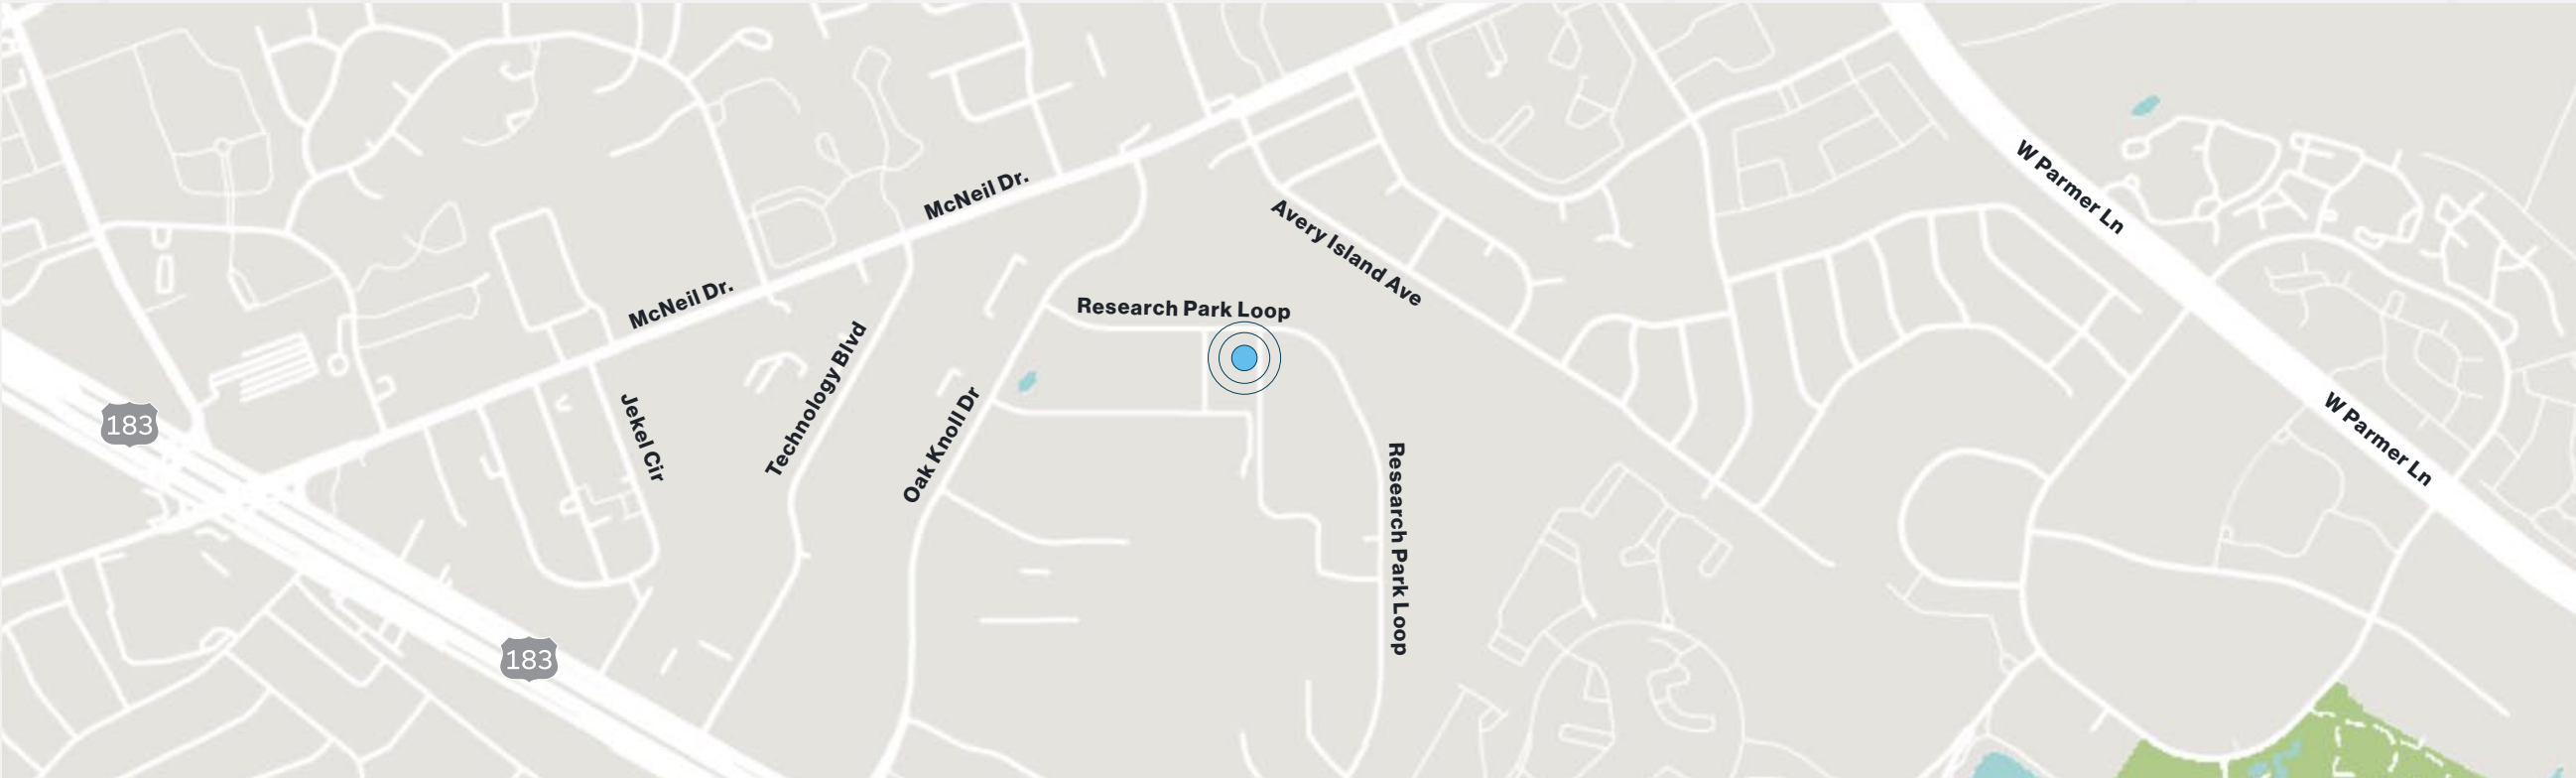 W Parmer Ln
McNeil Dr.
Avery Island Ave
McNeil Dr.
Research Park Loop
Technology Blvd
183
Jekel Cir
Oak Knoll Dr
W Parmer Ln
Research Park Loop
183